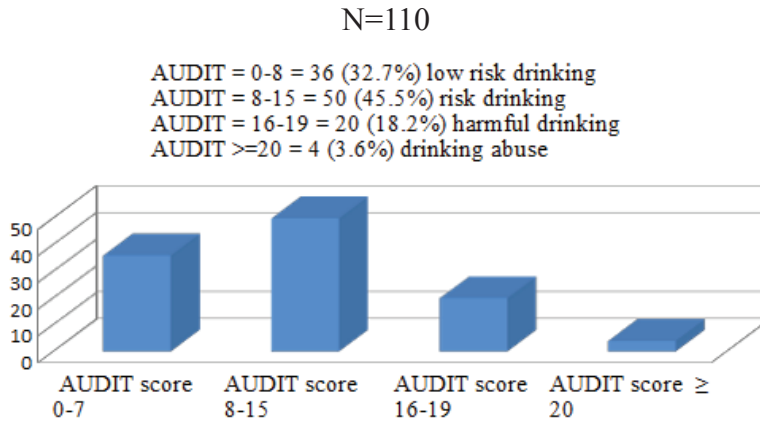 N=110
AUDIT = 0-8 = 36 (32.7%) low risk drinking
AUDIT = 8-15 = 50 (45.5%) risk drinking
AUDIT = 16-19 = 20 (18.2%) harmful drinking
AUDIT >=20 = 4 (3.6%) drinking abuse
50
40
30
20
10
0
AUDIT score 0-7
AUDIT score 8-15
AUDIT score 16-19
AUDIT score ≥ 20